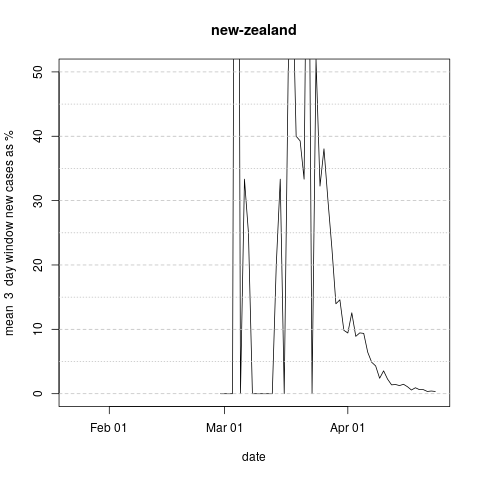 new-zealand
mean 3 day window new cases as %
50
40
30
20
10
0
Feb 01
Mar 01
Apr 01
date